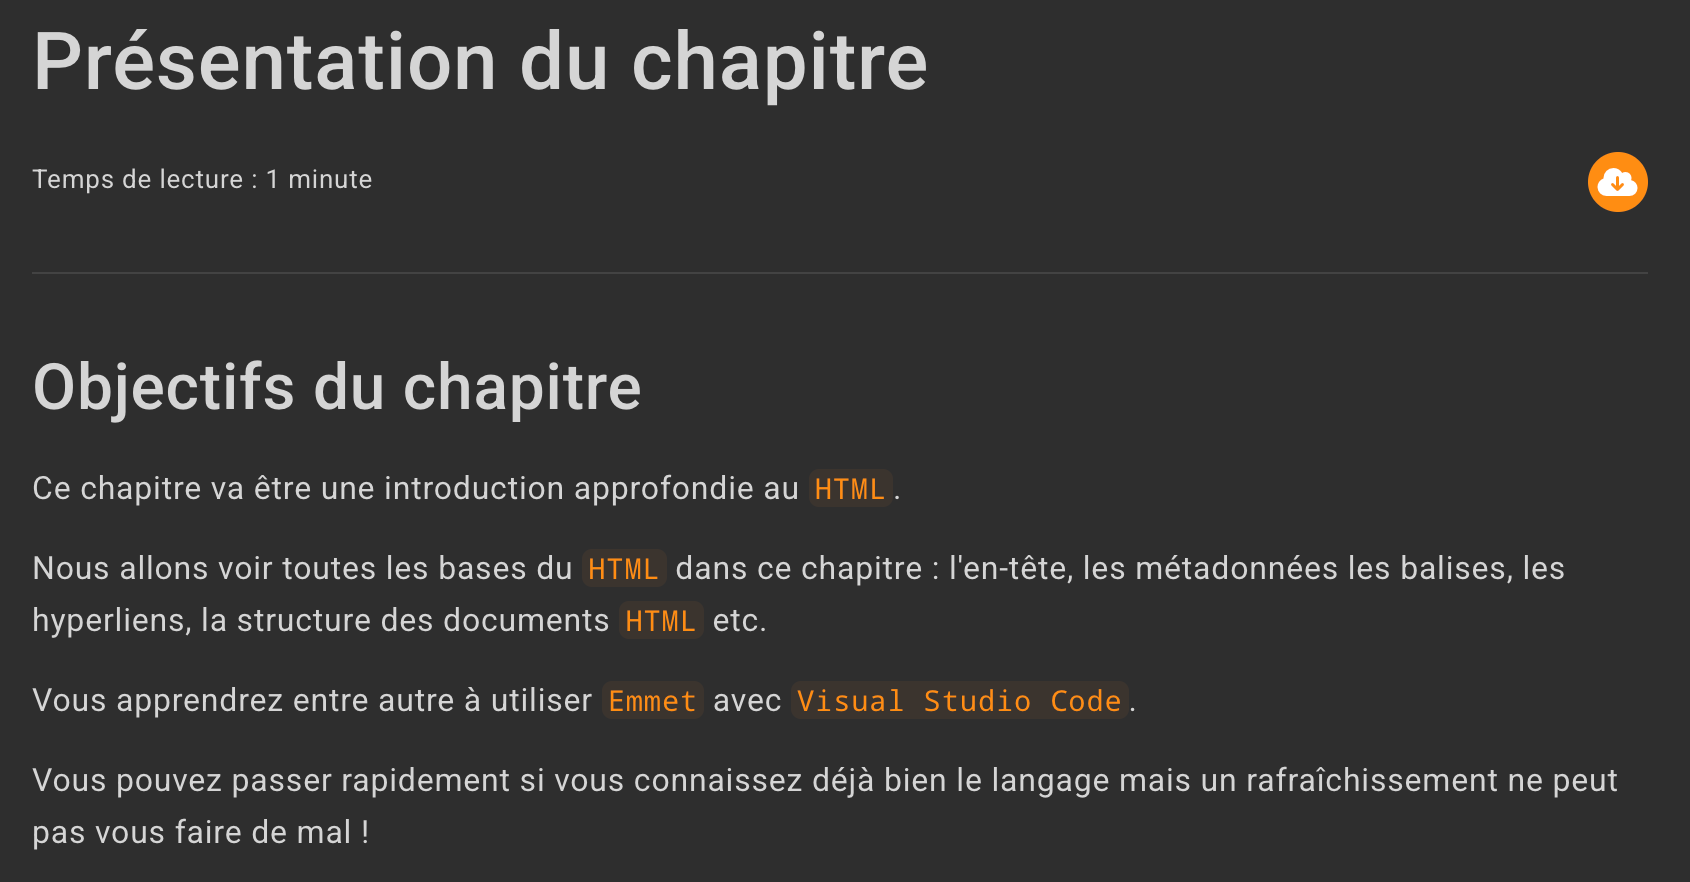 Présentation du chapitre
Temps de lecture : 1 minute
Objectifs du chapitre
Ce chapitre va être une introduction approfondie au HTML.
Nous allons voir toutes les bases du HTML dans ce chapitre : l'en-tête, les métadonnées les balises, les
hyperliens, la structure des documents HTML etc.
Vous apprendrez entre autre à utiliser Emmet avec Visual Studio Code.
Vous pouvez passer rapidement si vous connaissez déjà bien le langage mais un rafraîchissement ne peut
pas vous faire de mal !